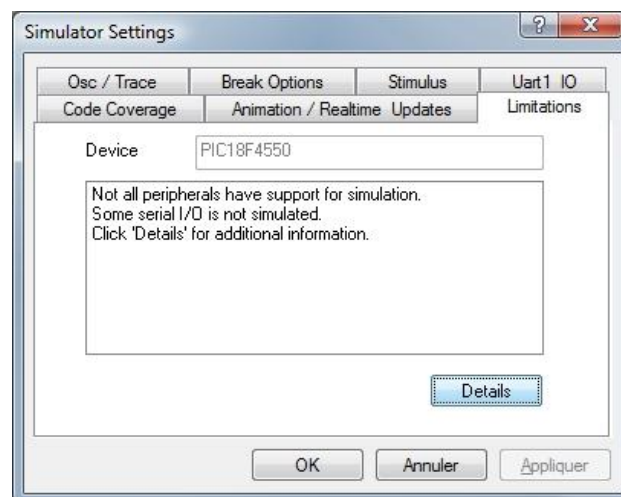 Simulator Settings
Osc / Trace Break Options Stimulus Uart1 IO
Code Coverage Animation / Realtime Updates Limitations
Device PIC18F4550
Not all peripherals have support for simulation.
Some serial I/O is not simulated.
Click 'Details' for additional information.
Details
OK Annuler Appliquer